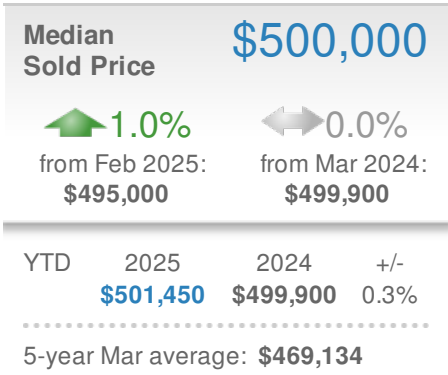 Median
Sold Price
$500,000
1.0%
0.0%
from Feb 2025:
from Mar 2024:
$495,000
$499,900
YTD 2025 2024 +/-
$501,450 $499,900 0.3%
5-year Mar average: $469,134